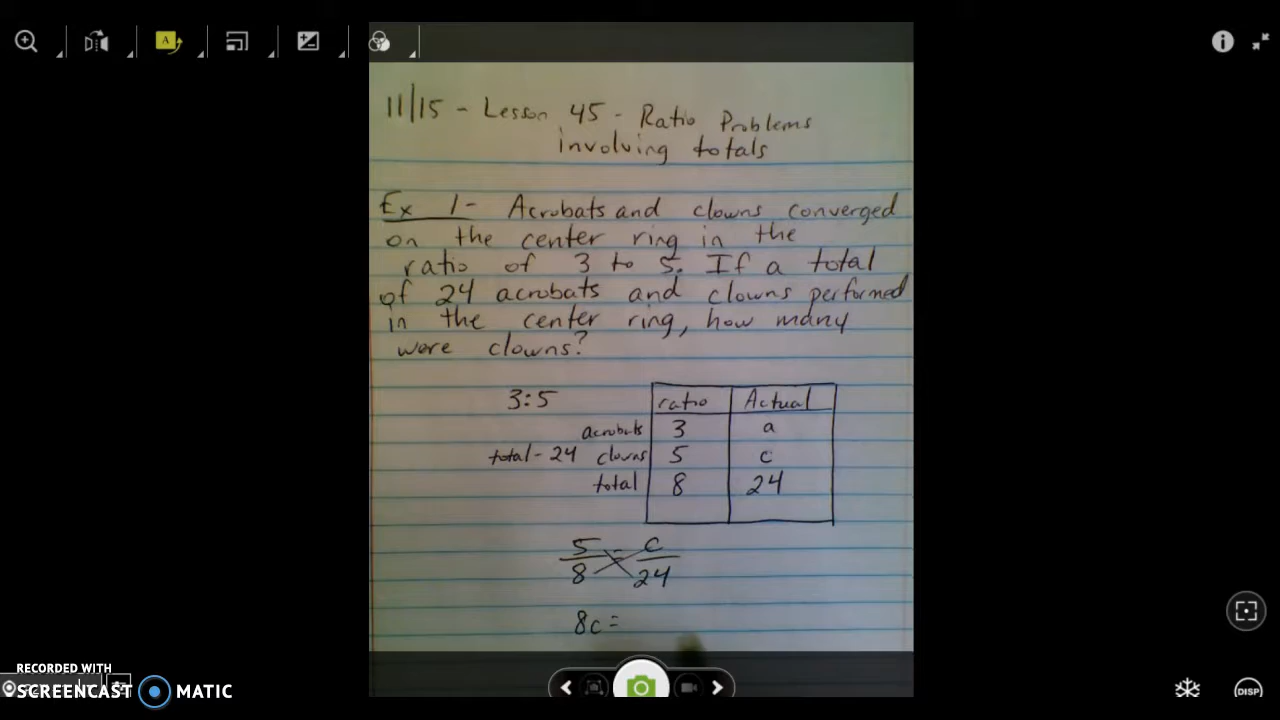 11/15 - Lesson 45 - Ratio Problems
involving totals
Ex 1- Acrobats and clowns converged
on the center ring in the
ratio of 3 to 5. If a total
of 24 acrobats and clowns performed
in the center ring, how many
were clowns?
3:5
ratio Actual
acrobats 3 a
total - 24 clowns 5 c
total 8 24
5/8 = c/24
8c =
RECORDED WITH
SCREENCAST MATIC
DISP